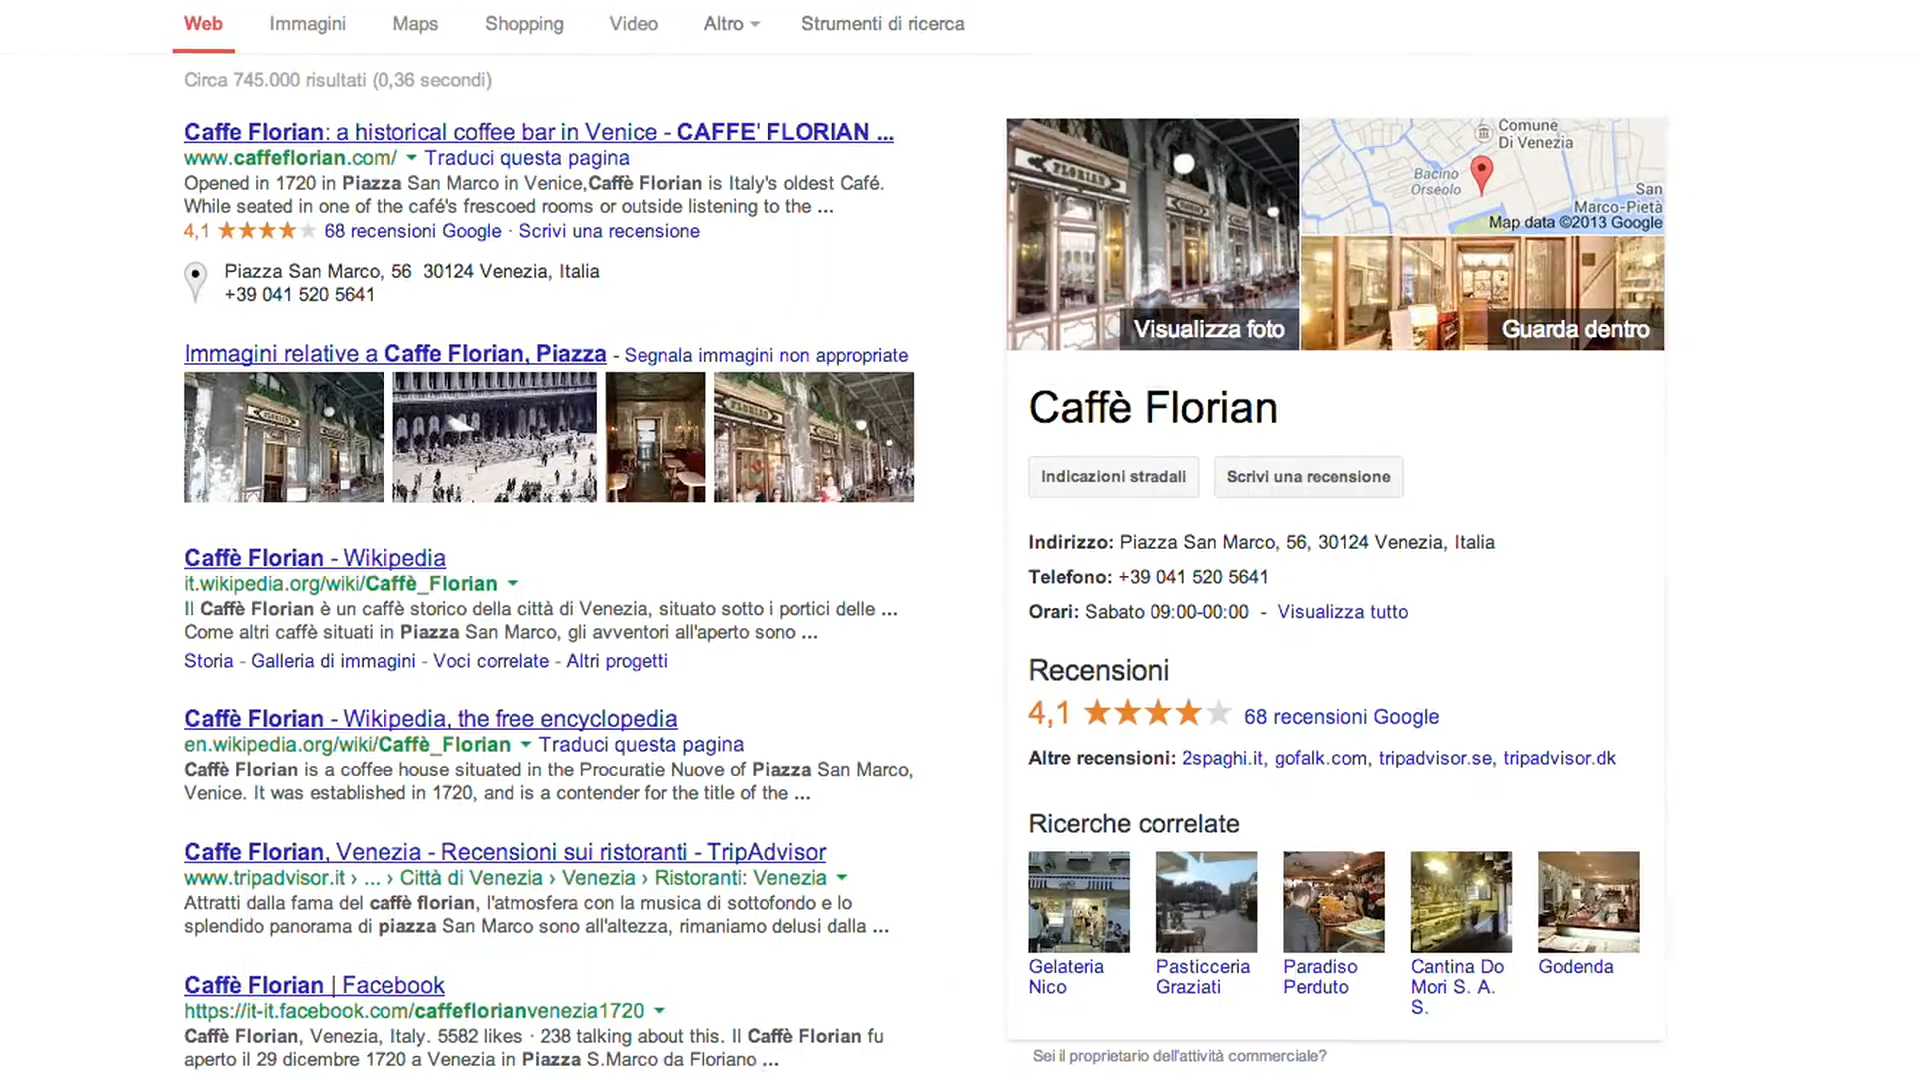 Web Immagini Maps Shopping Video Altro Strumenti di ricerca
Circa 745.000 risultati (0,36 secondi)
Caffe Florian: a historical coffee bar in Venice - CAFFE' FLORIAN ...
www.caffeflorian.com/ Traduci questa pagina
Opened in 1720 in Piazza San Marco in Venice,Caffè Florian is Italy's oldest Café.
While seated in one of the café's frescoed rooms or outside listening to the ...
4,1 68 recensioni Google · Scrivi una recensione
Piazza San Marco, 56 30124 Venezia, Italia
+39 041 520 5641
Immagini relative a Caffe Florian, Piazza - Segnala immagini non appropriate
FLORIAN
FLORIAN
Caffè Florian - Wikipedia
it.wikipedia.org/wiki/Caffè_Florian
Il Caffè Florian è un caffè storico della città di Venezia, situato sotto i portici delle ...
Come altri caffè situati in Piazza San Marco, gli avventori all'aperto sono ...
Storia - Galleria di immagini - Voci correlate - Altri progetti
Caffè Florian - Wikipedia, the free encyclopedia
en.wikipedia.org/wiki/Caffè_Florian Traduci questa pagina
Caffè Florian is a coffee house situated in the Procuratie Nuove of Piazza San Marco,
Venice. It was established in 1720, and is a contender for the title of the ...
Caffe Florian, Venezia - Recensioni sui ristoranti - TripAdvisor
www.tripadvisor.it › ... › Città di Venezia › Venezia › Ristoranti: Venezia
Attratti dalla fama del caffè florian, l'atmosfera con la musica di sottofondo e lo
splendido panorama di piazza San Marco sono all'altezza, rimaniamo delusi dalla ...
Caffè Florian | Facebook
https://it-it.facebook.com/caffeflorianvenezia1720
Caffè Florian, Venezia, Italy. 5582 likes · 238 talking about this. Il Caffè Florian fu
aperto il 29 dicembre 1720 a Venezia in Piazza S.Marco da Floriano ...
FLORIAN
Visualizza foto
Comune
Di Venezia
Bacino
Orseolo
San
Marco-Pietà
Map data ©2013 Google
Guarda dentro
Caffè Florian
Indicazioni stradali Scrivi una recensione
Indirizzo: Piazza San Marco, 56, 30124 Venezia, Italia
Telefono: +39 041 520 5641
Orari: Sabato 09:00-00:00 - Visualizza tutto
Recensioni
4,1 68 recensioni Google
Altre recensioni: 2spaghi.it, gofalk.com, tripadvisor.se, tripadvisor.dk
Ricerche correlate
Gelateria
Nico
Pasticceria
Graziati
Paradiso
Perduto
Cantina Do
Mori S. A.
S.
Godenda
Sei il proprietario dell'attività commerciale?